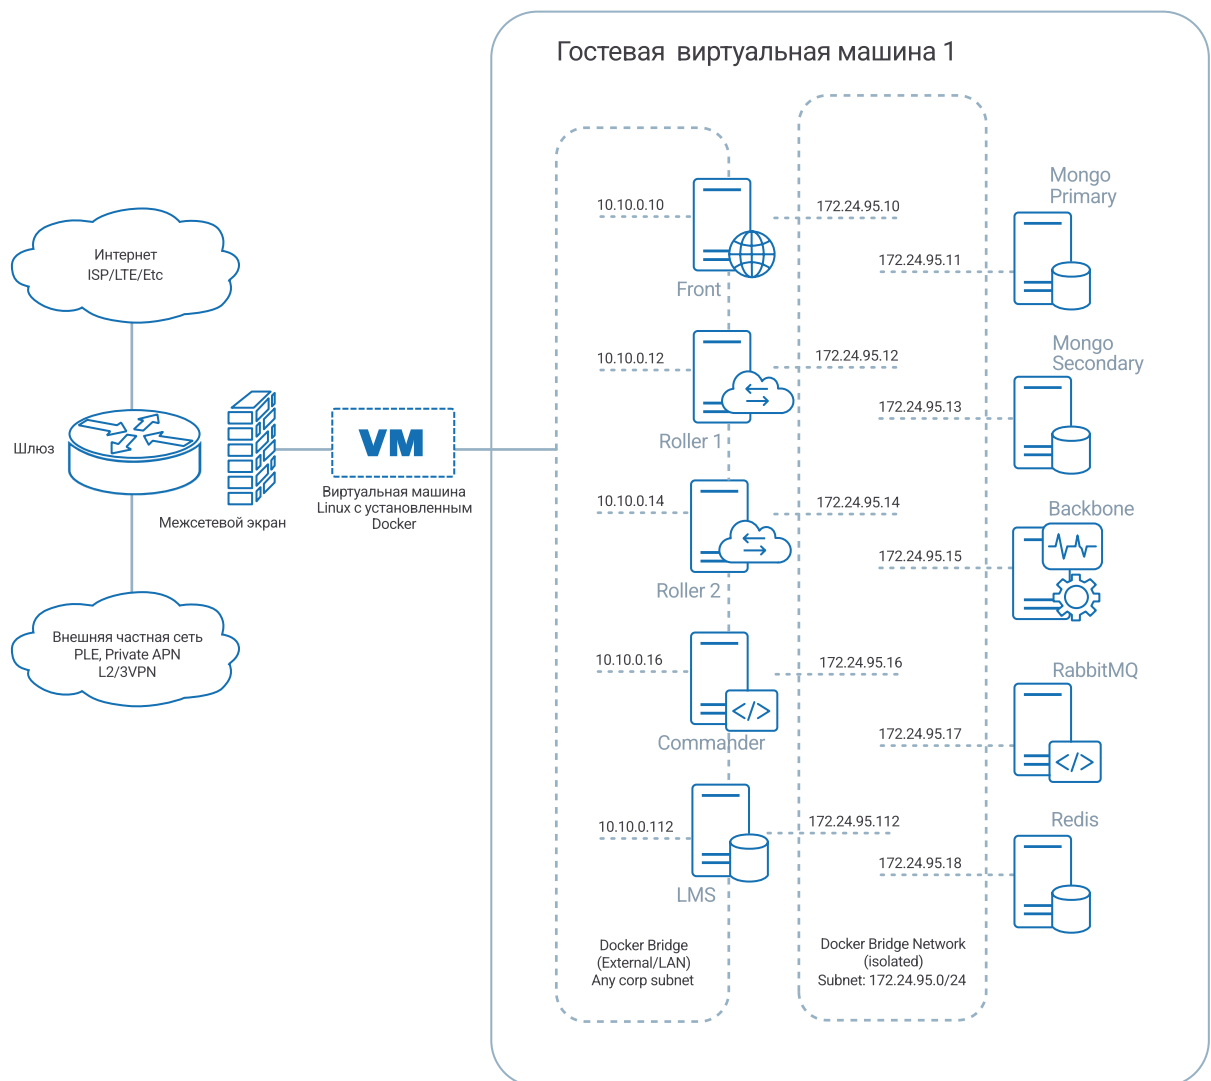 Гостевая виртуальная машина 1
Интернет
ISP/LTE/Etc
Шлюз
Межсетевой экран
VM
Виртуальная машина
Linux с установленным
Docker
Внешняя частная сеть
PLE, Private APN
L2/3VPN
10.10.0.10
Front
172.24.95.10
Mongo
Primary
172.24.95.11
10.10.0.12
Roller 1
172.24.95.12
Mongo
Secondary
172.24.95.13
10.10.0.14
Roller 2
172.24.95.14
Backbone
172.24.95.15
10.10.0.16
Commander
172.24.95.16
RabbitMQ
172.24.95.17
10.10.0.112
LMS
172.24.95.112
Redis
172.24.95.18
Docker Bridge
(External/LAN)
Any corp subnet
Docker Bridge Network
(isolated)
Subnet: 172.24.95.0/24